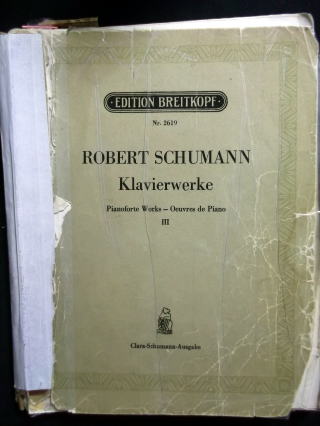 EDITION BREITKOPF
Nr. 2619
ROBERT SCHUMANN
Klavierwerke
Pianoforte Works — Oeuvres de Piano
III
Clara-Schumann-Ausgabe